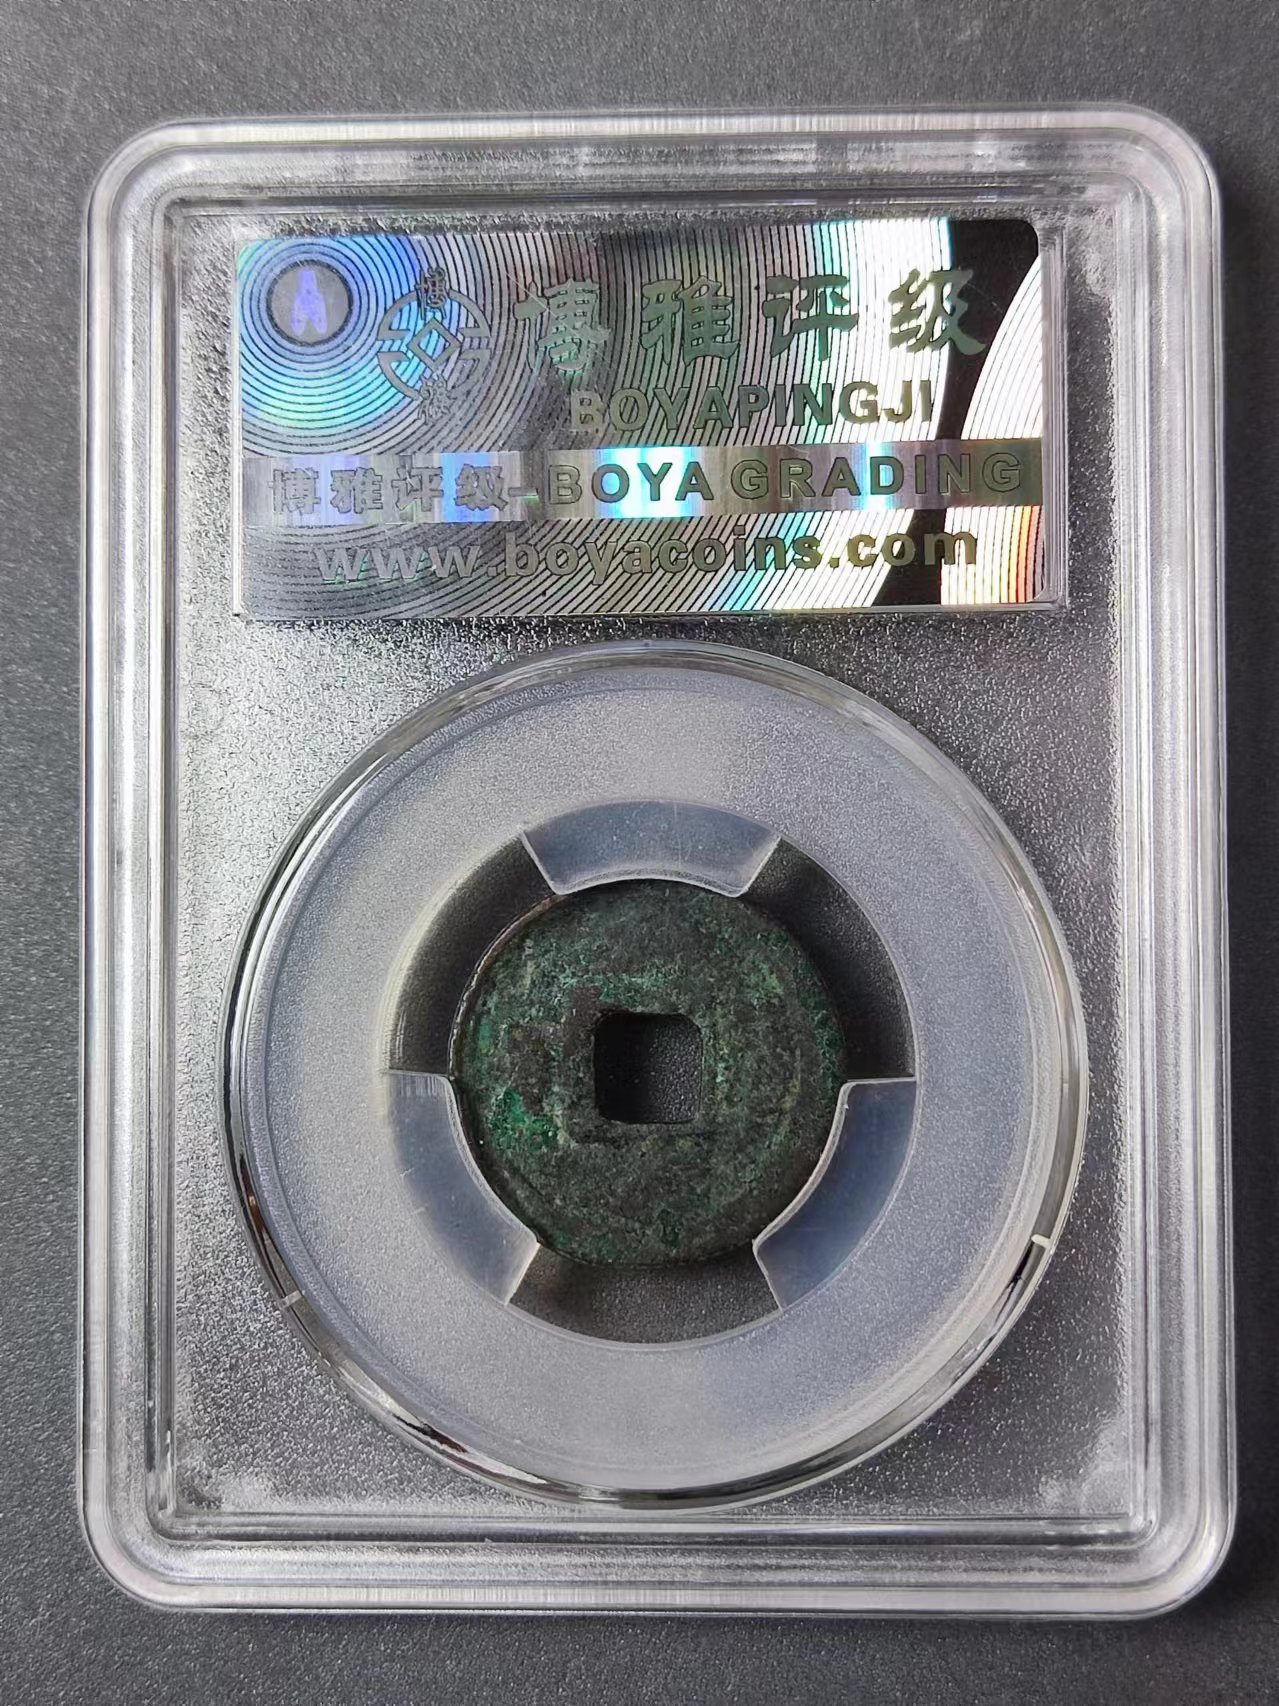 博雅评级
BOYAPINGJI
博雅评级-BOYA GRADING
www.boyacoins.com